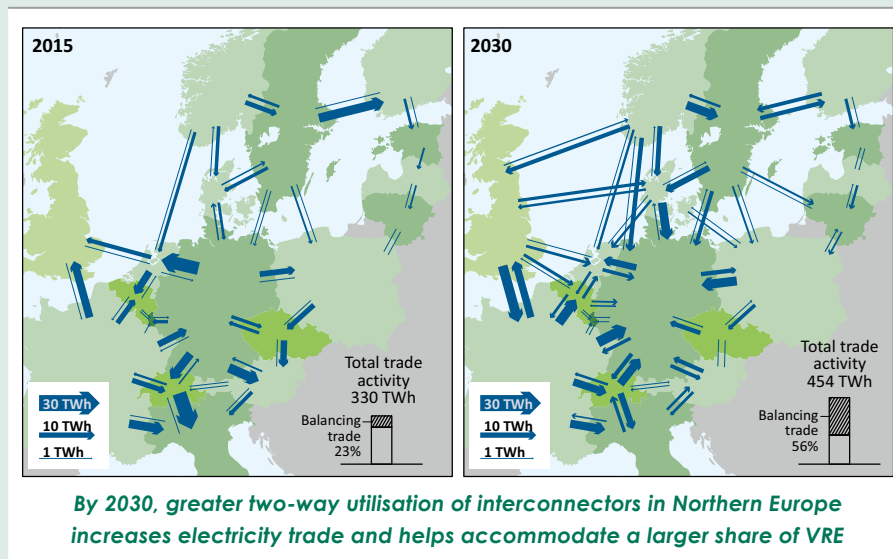 2015
30 TWh
10 TWh
1 TWh
Total trade
activity
330 TWh
Balancing
trade
23%
2030
30 TWh
10 TWh
1 TWh
Total trade
activity
454 TWh
Balancing
trade
56%
By 2030, greater two-way utilisation of interconnectors in Northern Europe
increases electricity trade and helps accommodate a larger share of VRE